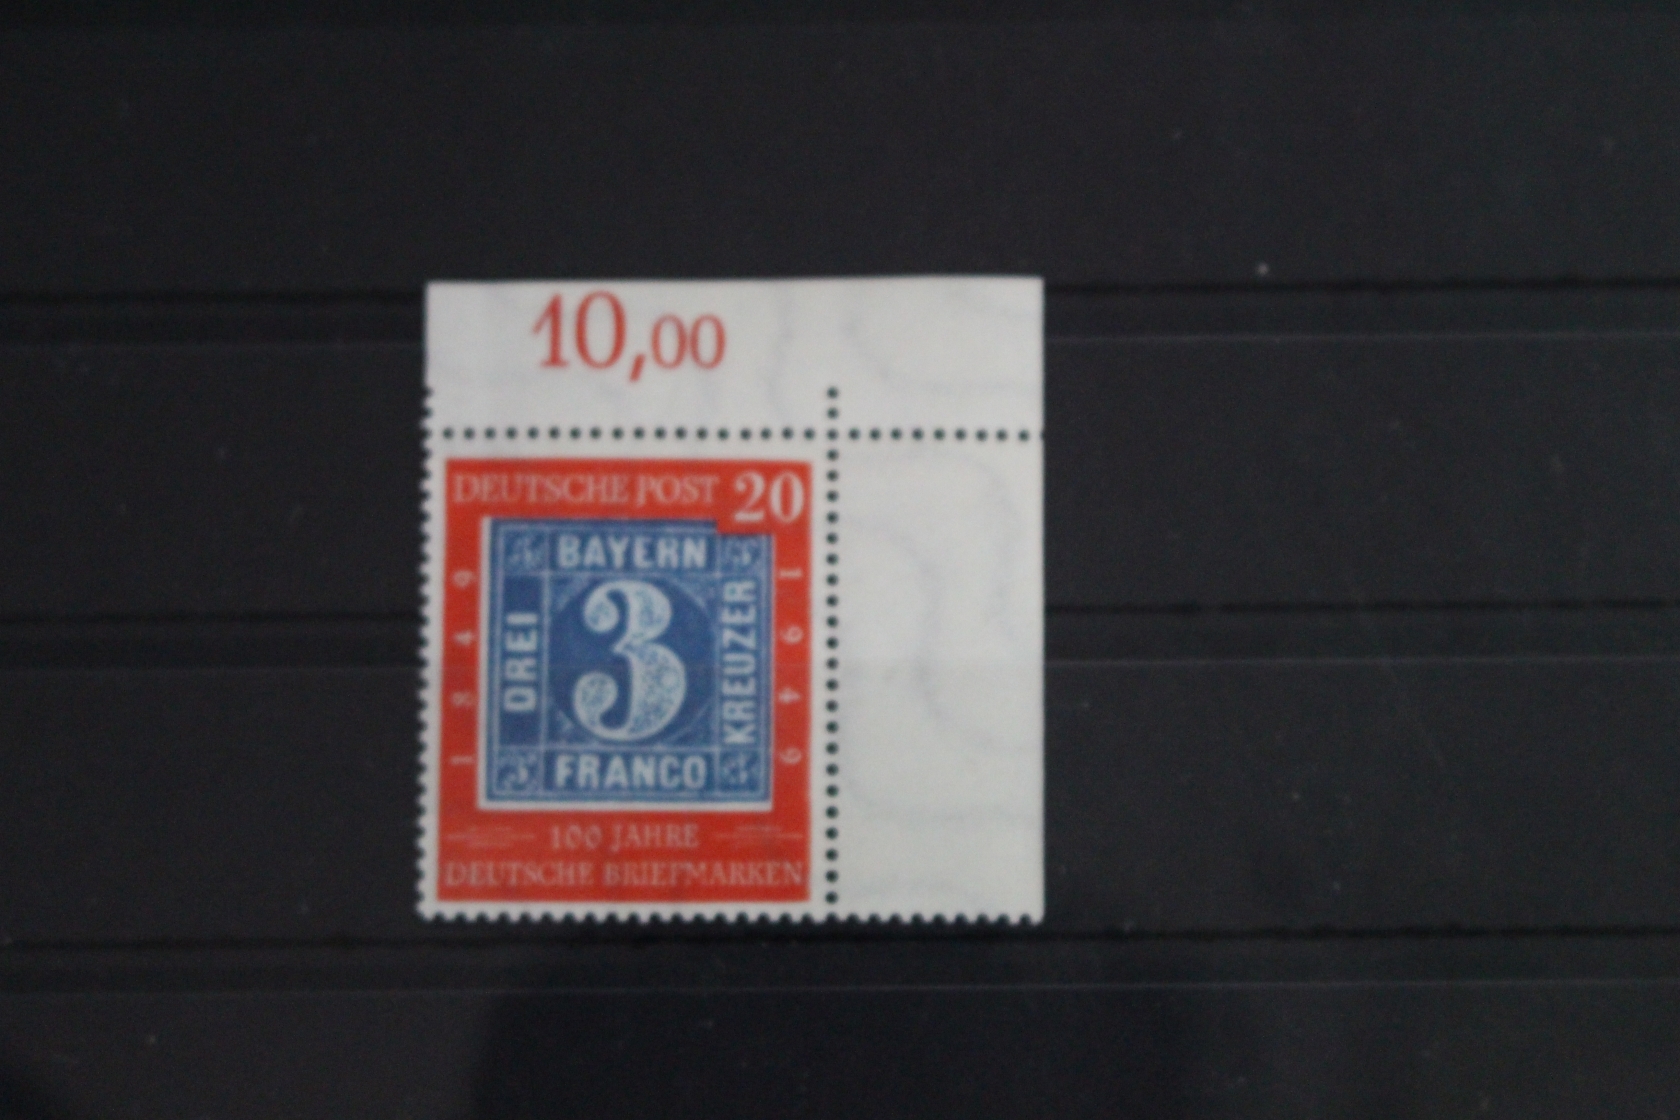 10,00
DEUTSCHE POST 20
BAYERN
DREI
3
KREUZER
FRANCO
1849
1949
100 JAHRE
DEUTSCHE BRIEFMARKEN